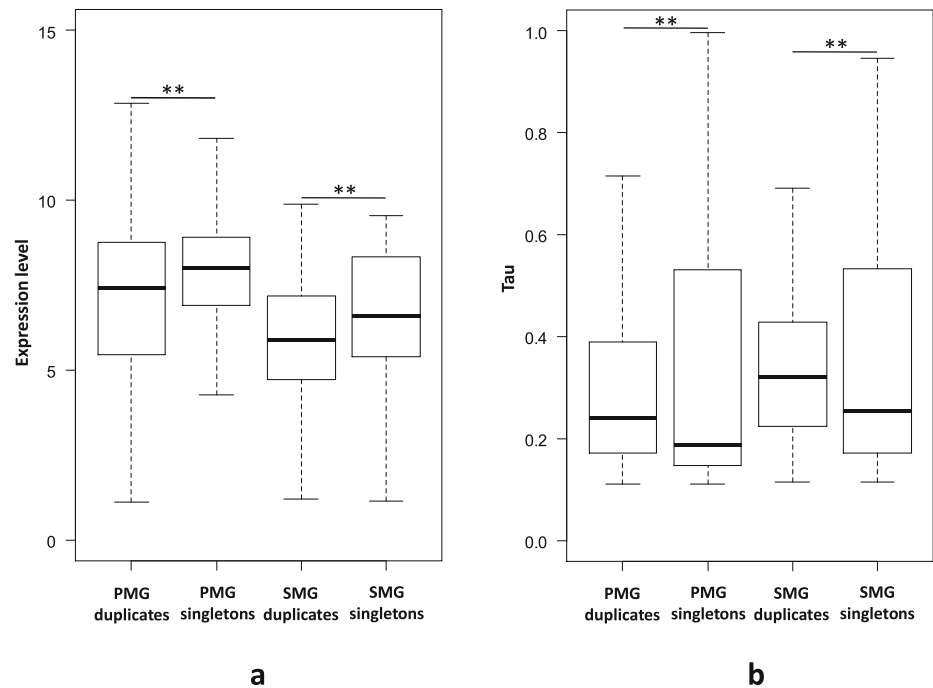 15
10
5
0
Expression level
**
**
PMG
duplicates
PMG
singletons
SMG
duplicates
SMG
singletons
a
1.0
0.8
0.6
0.4
0.2
0.0
Tau
**
**
PMG
duplicates
PMG
singletons
SMG
duplicates
SMG
singletons
b